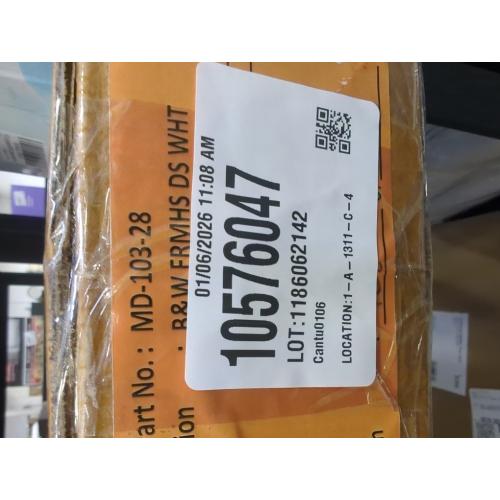 art No. : MD-103-28
: B&W FRMHS DS WHT
01/06/2026 11:08 AM
10576047
LOT:1186062142
Cantu0106
LOCATION:1-A-1311-C-4